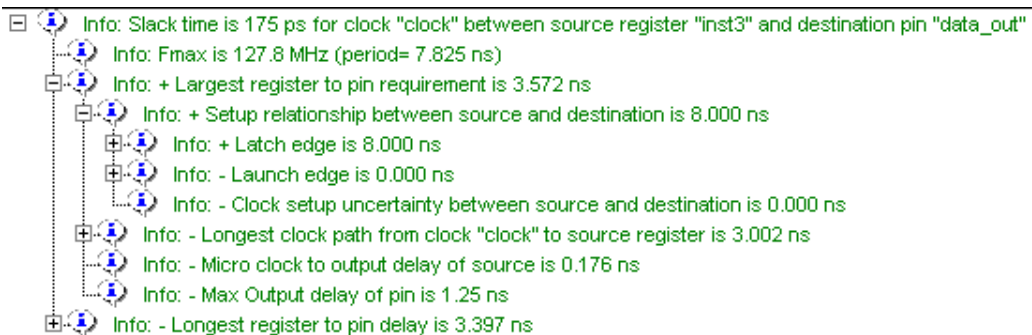 Info: Slack time is 175 ps for clock "clock" between source register "inst3" and destination pin "data_out"
Info: Fmax is 127.8 MHz (period= 7.825 ns)
Info: + Largest register to pin requirement is 3.572 ns
Info: + Setup relationship between source and destination is 8.000 ns
Info: + Latch edge is 8.000 ns
Info: - Launch edge is 0.000 ns
Info: - Clock setup uncertainty between source and destination is 0.000 ns
Info: - Longest clock path from clock "clock" to source register is 3.002 ns
Info: - Micro clock to output delay of source is 0.176 ns
Info: - Max Output delay of pin is 1.25 ns
Info: - Longest register to pin delay is 3.397 ns